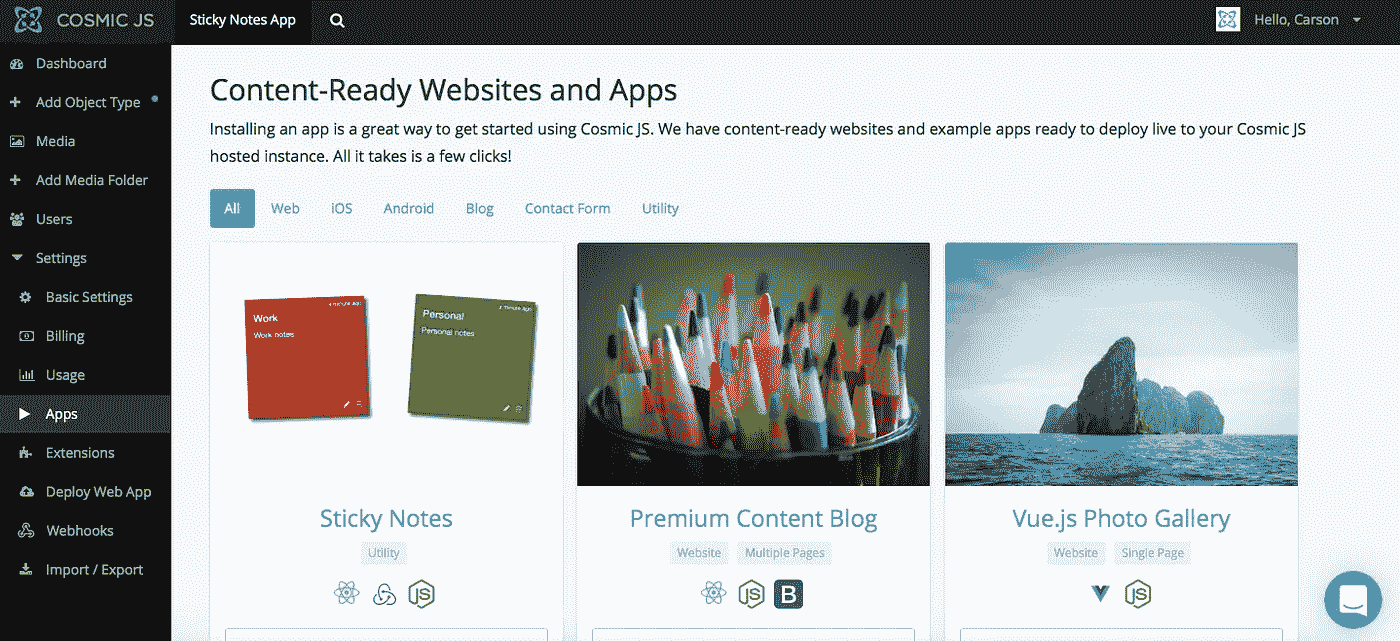 COSMIC JS
Sticky Notes App
Hello, Carson
Dashboard
Add Object Type
Media
Add Media Folder
Users
Settings
Basic Settings
Billing
Usage
Apps
Extensions
Deploy Web App
Webhooks
Import / Export
Content-Ready Websites and Apps
Installing an app is a great way to get started using Cosmic JS. We have content-ready websites and example apps ready to deploy live to your Cosmic JS
hosted instance. All it takes is a few clicks!
All Web iOS Android Blog Contact Form Utility
Work
Work notes
a minute ago
Personal
Personal notes
Sticky Notes
Utility
JS
Premium Content Blog
Website Multiple Pages
JS B
Vue.js Photo Gallery
Website Single Page
JS